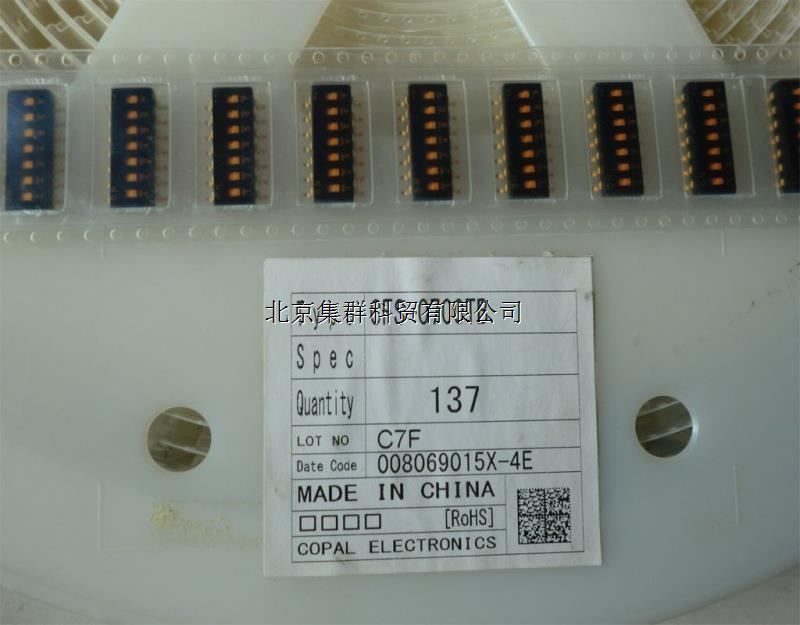 北京集群科贸有限公司
Spec
Quantity 137
LOT NO C7F
Date Code 008069015X-4E
MADE IN CHINA
□□□□ [RoHS]
COPAL ELECTRONICS